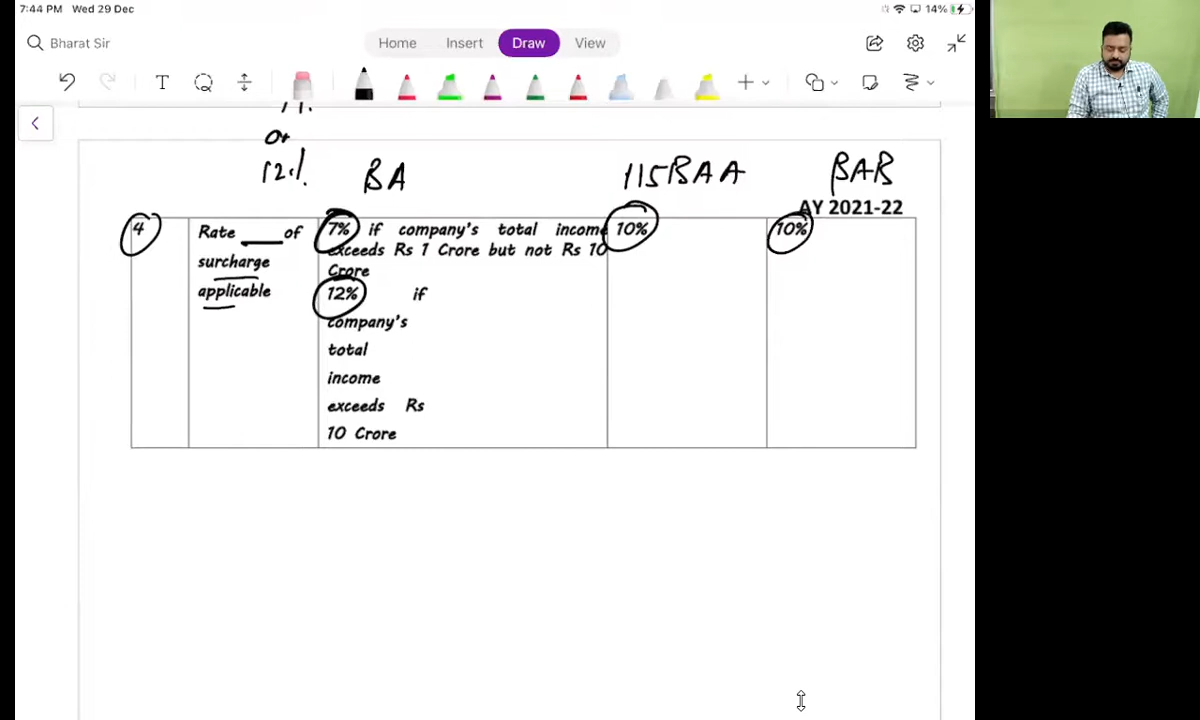 7:44 PM Wed 29 Dec
14%
Bharat Sir
Home Insert Draw View
T
or
12%
BA
115BAA
BAB
AY 2021-22
4
Rate ___ of surcharge applicable
7% if company's total income
exceeds Rs 1 Crore but not Rs 10
Crore
12% if
company's
total
income
exceeds Rs
10 Crore
10%
10%